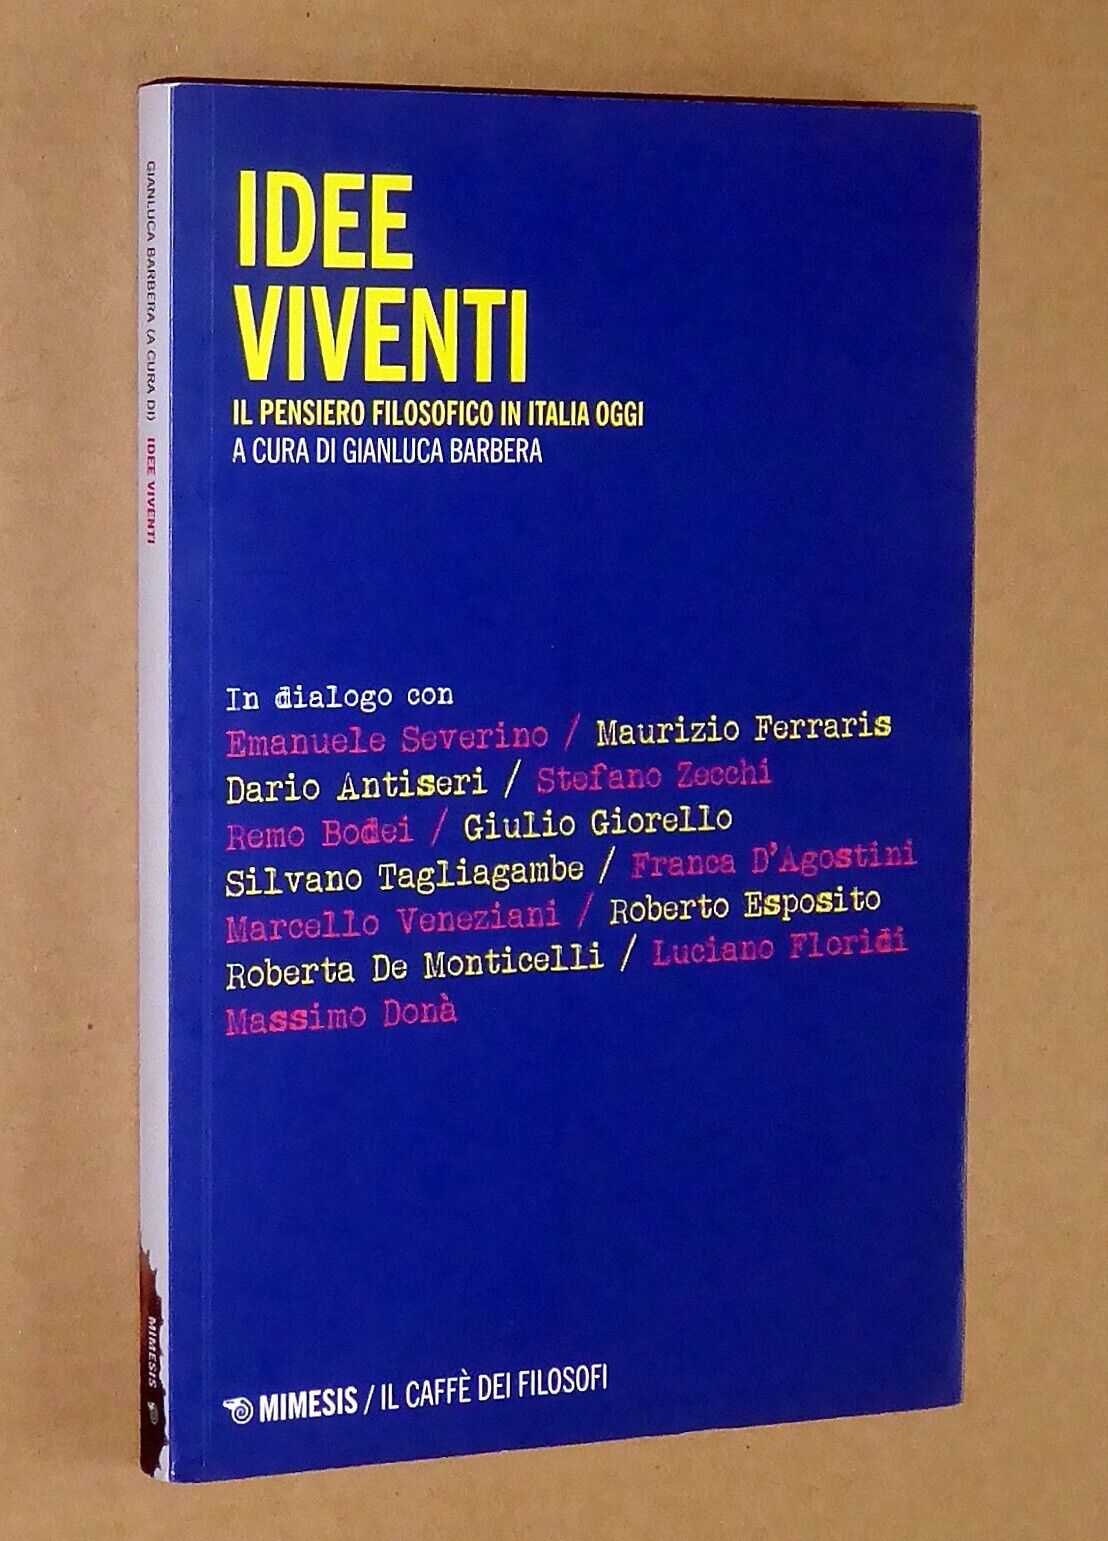 IDEE
VIVENTI
IL PENSIERO FILOSOFICO IN ITALIA OGGI
A CURA DI GIANLUCA BARBERA
In dialogo con
Emanuele Severino / Maurizio Ferraris
Dario Antiseri / Stefano Zecchi
Remo Bodei / Giulio Giorello
Silvano Tagliagambe / Franca D'Agostini
Marcello Veneziani / Roberto Esposito
Roberta De Monticelli / Luciano Floridi
Massimo Donà
MIMESIS / IL CAFFÈ DEI FILOSOFI
GIANLUCA BARBERA (A CURA DI) IDEE VIVENTI
MIMESIS